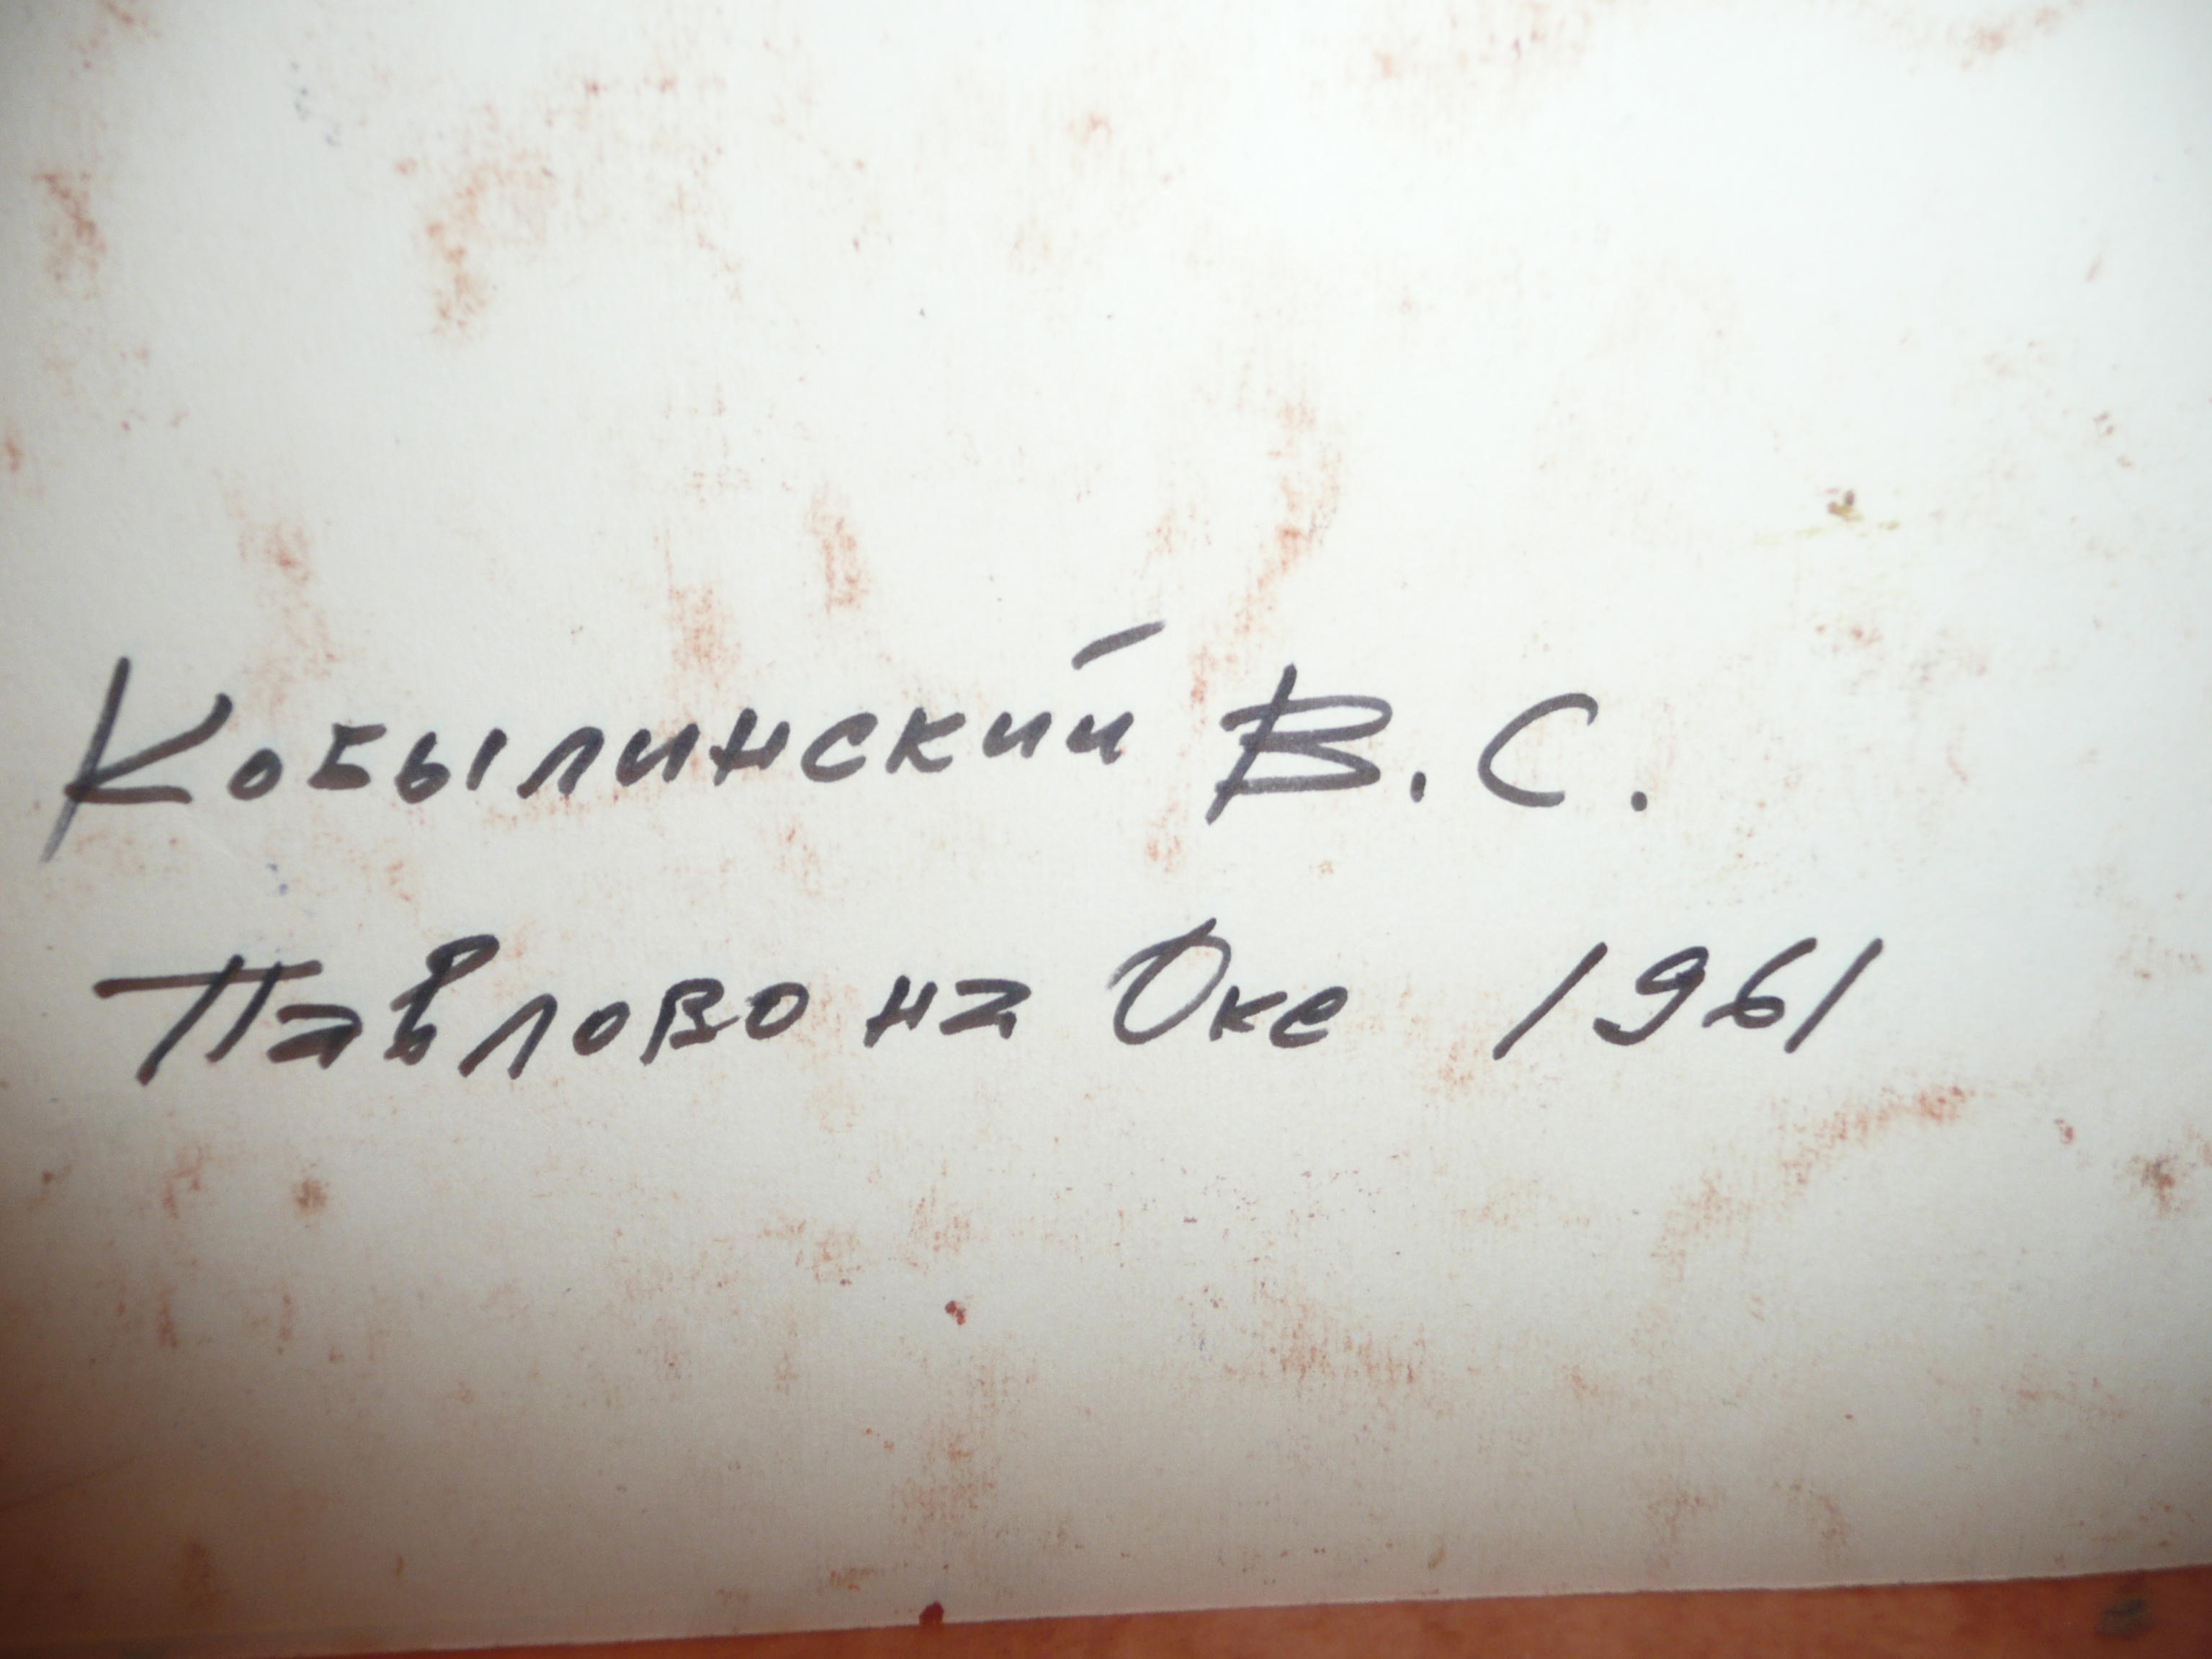 Кобылинский В.С.
Павлово на Оке 1961